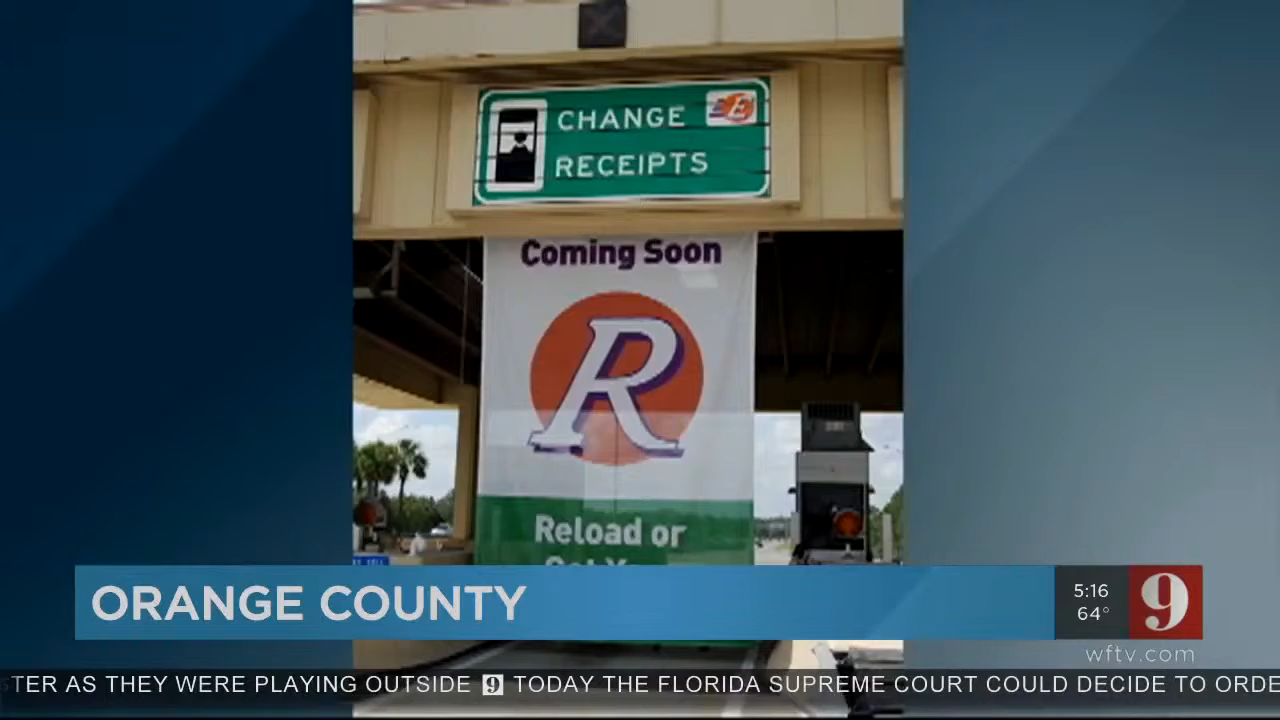 CHANGE
E
RECEIPTS
Coming Soon
R
Reload or
ORANGE COUNTY
5:16
64°
9
wftv.com
TER AS THEY WERE PLAYING OUTSIDE 9 TODAY THE FLORIDA SUPREME COURT COULD DECIDE TO ORDE